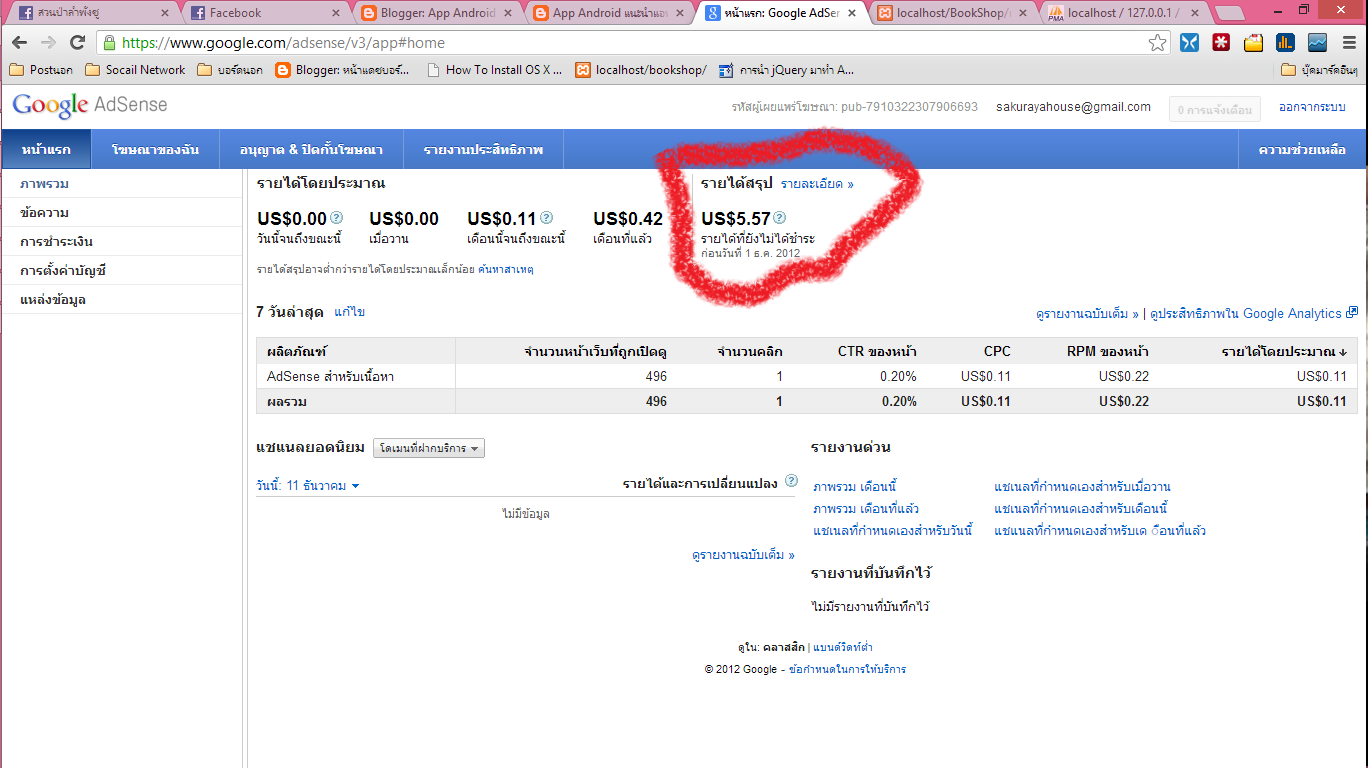 สวนป่าลำพังชู
Facebook
Blogger: App Android
App Android แนะนำแอพ
หน้าแรก: Google AdSer
localhost/BookShop/
localhost / 127.0.0.1 /
https://www.google.com/adsense/v3/app#home
Postนอก Socail Network บอร์ดนอก Blogger: หน้าแดชบอร์... How To Install OS X ... localhost/bookshop/ การนำ jQuery มาทำ A... บุ๊คมาร์คอื่นๆ
Google AdSense รหัสผู้เผยแพร่โฆษณา: pub-7910322307906693 sakurayahouse@gmail.com 0 การแจ้งเตือน ออกจากระบบ
หน้าแรก โฆษณาของฉัน อนุญาต & ปิดกั้นโฆษณา รายงานประสิทธิภาพ ความช่วยเหลือ
ภาพรวม
ข้อความ
การชำระเงิน
การตั้งค่าบัญชี
แหล่งข้อมูล
รายได้โดยประมาณ รายได้สรุป รายละเอียด »
US$0.00 ? US$0.00 US$0.11 ? US$0.42 US$5.57 ?
วันนี้จนถึงขณะนี้ เมื่อวาน เดือนนี้จนถึงขณะนี้ เดือนที่แล้ว รายได้ที่ยังไม่ได้ชำระ
ก่อนวันที่ 1 ธ.ค. 2012
รายได้สรุปอาจต่ำกว่ารายได้โดยประมาณเล็กน้อย ค้นหาสาเหตุ
7 วันล่าสุด แก้ไข ดูรายงานฉบับเต็ม » | ดูประสิทธิภาพใน Google Analytics
ผลิตภัณฑ์ จำนวนหน้าเว็บที่ถูกเปิดดู จำนวนคลิก CTR ของหน้า CPC RPM ของหน้า รายได้โดยประมาณ ↓
AdSense สำหรับเนื้อหา 496 1 0.20% US$0.11 US$0.22 US$0.11
ผลรวม 496 1 0.20% US$0.11 US$0.22 US$0.11
แชแนลยอดนิยม โดเมนที่ฝากบริการ รายงานด่วน
วันนี้: 11 ธันวาคม รายได้และการเปลี่ยนแปลง ?
ไม่มีข้อมูล
ดูรายงานฉบับเต็ม »
ภาพรวม เดือนนี้ แชเนลที่กำหนดเองสำหรับเมื่อวาน
ภาพรวม เดือนที่แล้ว แชเนลที่กำหนดเองสำหรับเดือนนี้
แชเนลที่กำหนดเองสำหรับวันนี้ แชแนลที่กำหนดเองสำหรับเด ือนที่แล้ว
รายงานที่บันทึกไว้
ไม่มีรายงานที่บันทึกไว้
ดูใน: คลาสสิก | แบนด์วิดท์ต่ำ
© 2012 Google - ข้อกำหนดในการให้บริการ